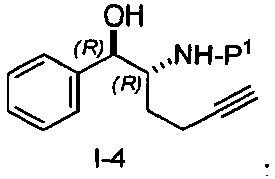 OH
(R)
NH-P¹
(R)
I-4
;